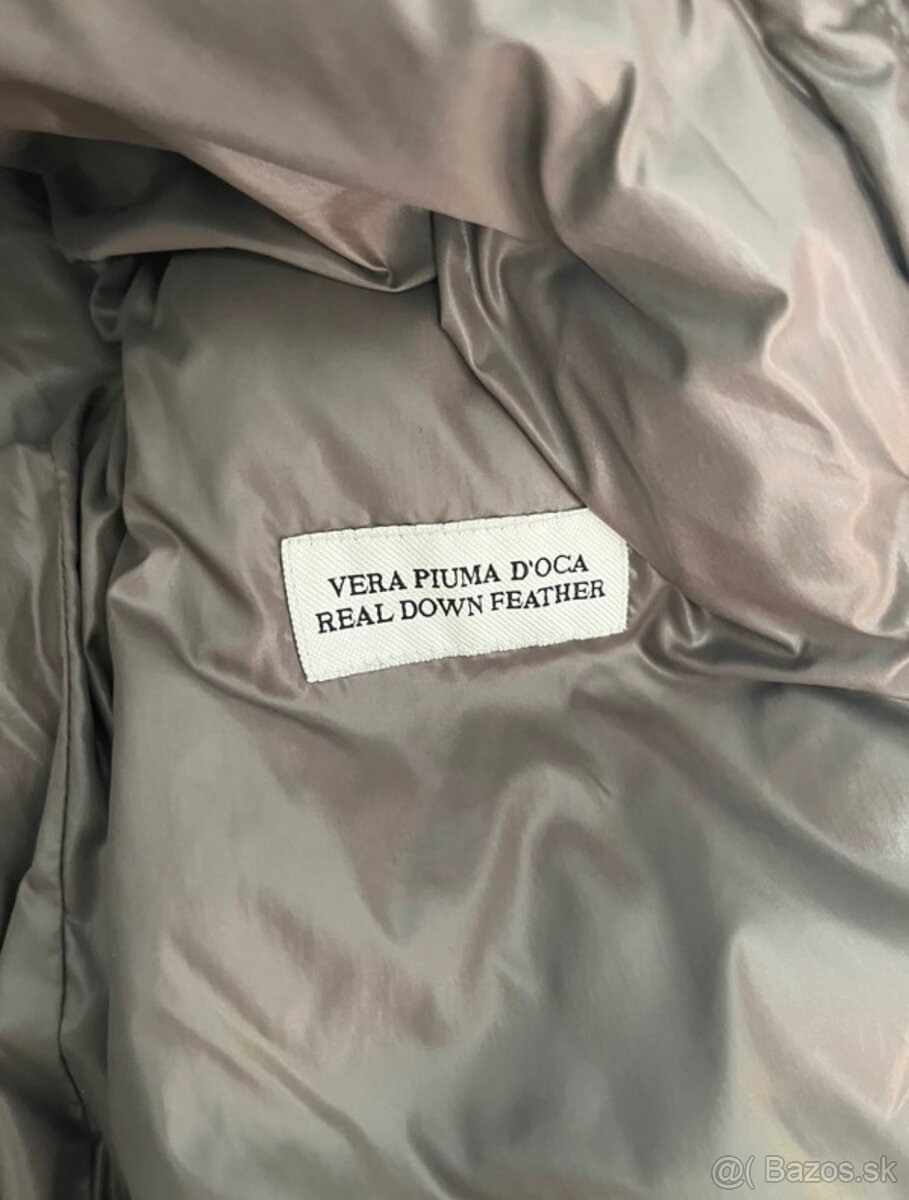 VERA PIUMA D'OCA
REAL DOWN FEATHER
@( Bazos.sk